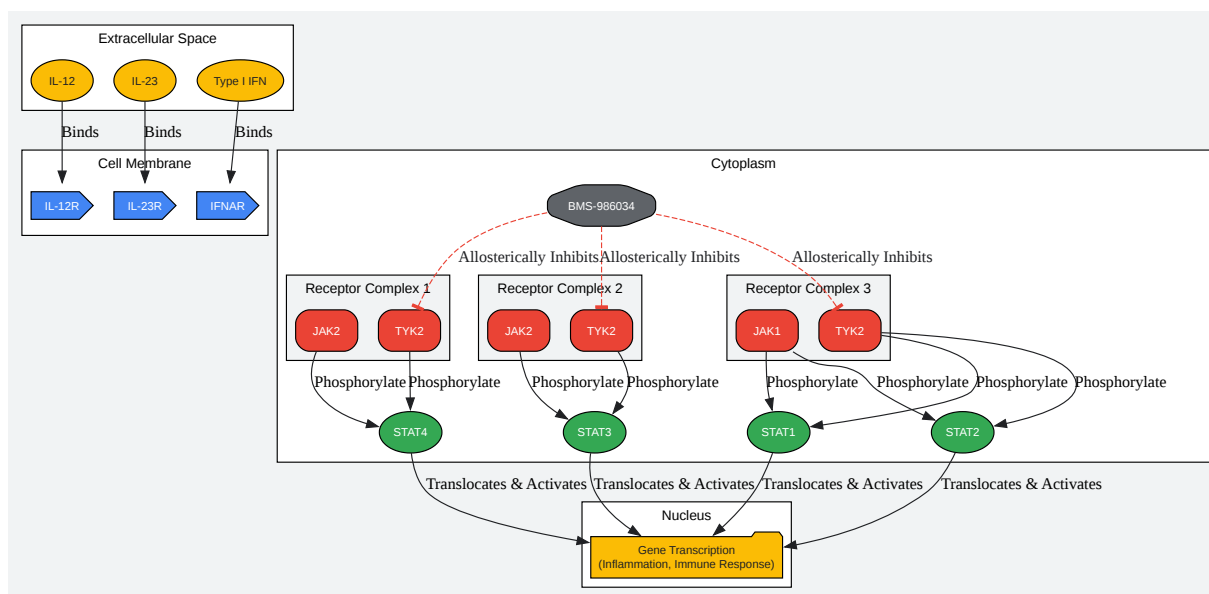 Extracellular Space
IL-12
IL-23
Type I IFN
Binds
Binds
Binds
Cell Membrane
IL-12R
IL-23R
IFNAR
Cytoplasm
BMS-986034
Allosterically Inhibits
Allosterically Inhibits
Allosterically Inhibits
Receptor Complex 1
Receptor Complex 2
Receptor Complex 3
JAK2
TYK2
JAK2
TYK2
JAK1
TYK2
Phosphorylate
Phosphorylate
Phosphorylate
Phosphorylate
Phosphorylate
Phosphorylate
Phosphorylate
Phosphorylate
STAT4
STAT3
STAT1
STAT2
Translocates & Activates
Translocates & Activates
Translocates & Activates
Translocates & Activates
Nucleus
Gene Transcription
(Inflammation, Immune Response)